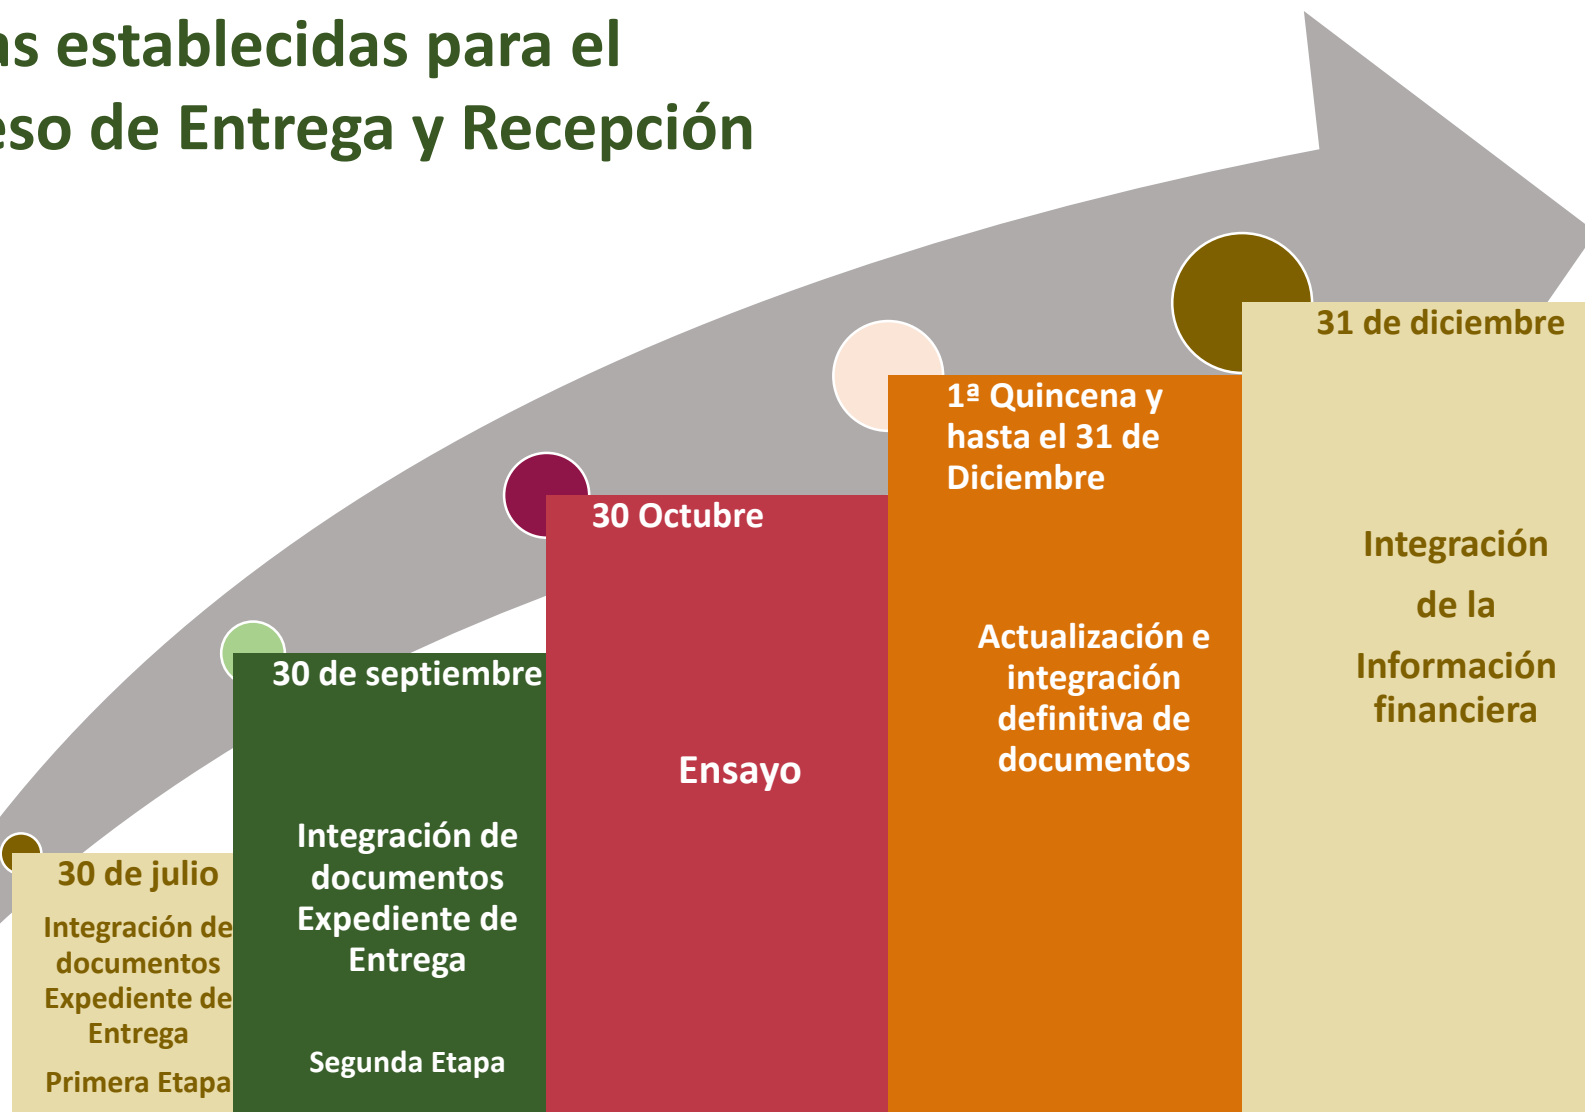 as establecidas para el
eso de Entrega y Recepción
30 de julio
Integración de
documentos
Expediente de
Entrega
Primera Etapa
30 de septiembre
Integración de
documentos
Expediente de
Entrega
Segunda Etapa
30 Octubre
Ensayo
1ª Quincena y
hasta el 31 de
Diciembre
Actualización e
integración
definitiva de
documentos
31 de diciembre
Integración
de la
Información
financiera